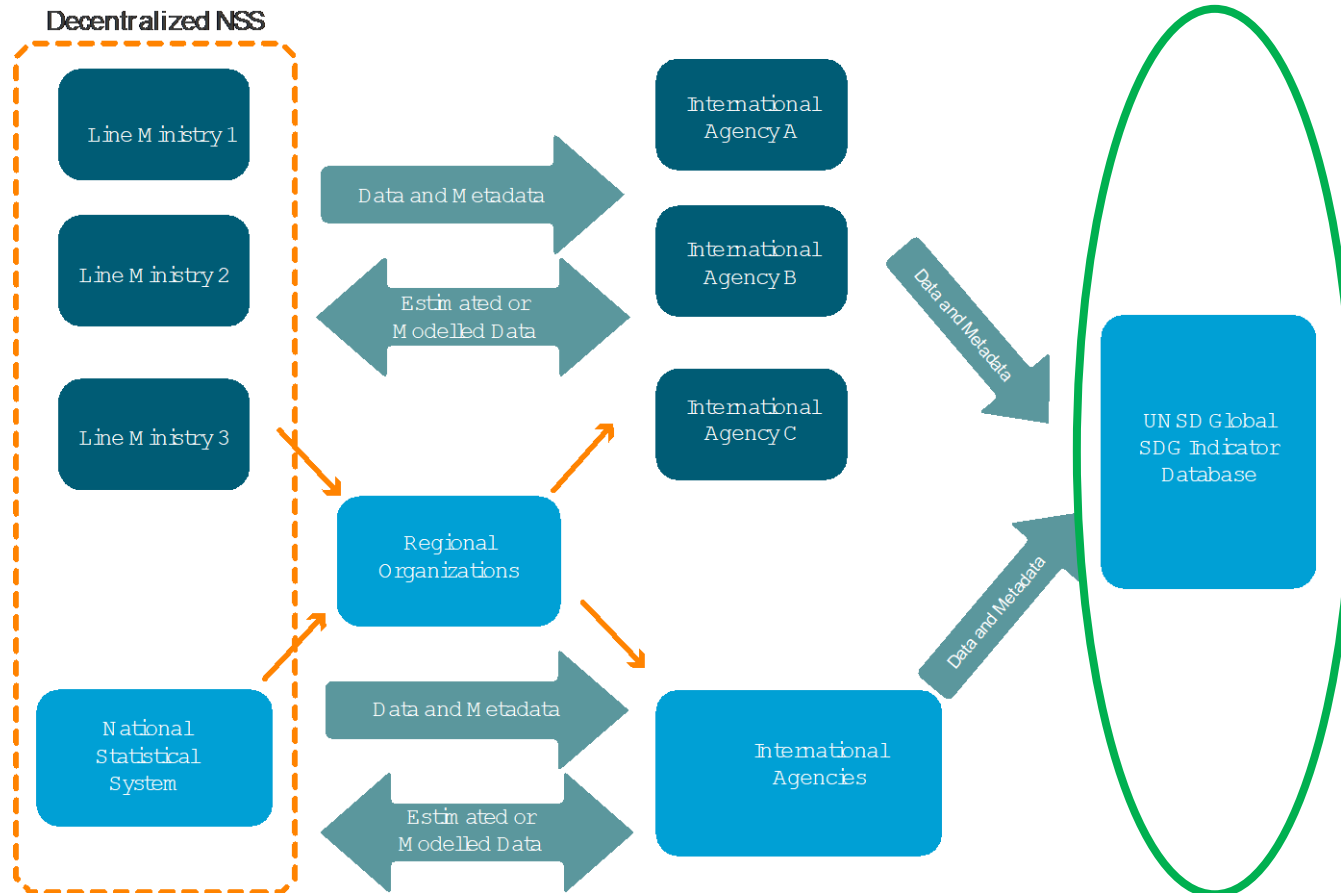 Decentralized NSS
Line Ministry 1
Line Ministry 2
Line Ministry 3
National
Statistical
System
Data and Metadata
Estimated or
Modelled Data
Regional
Organizations
Data and Metadata
Estimated or
Modelled Data
International
Agency A
International
Agency B
International
Agency C
International
Agencies
Data and Metadata
Data and Metadata
UNSD Global
SDG Indicator
Database